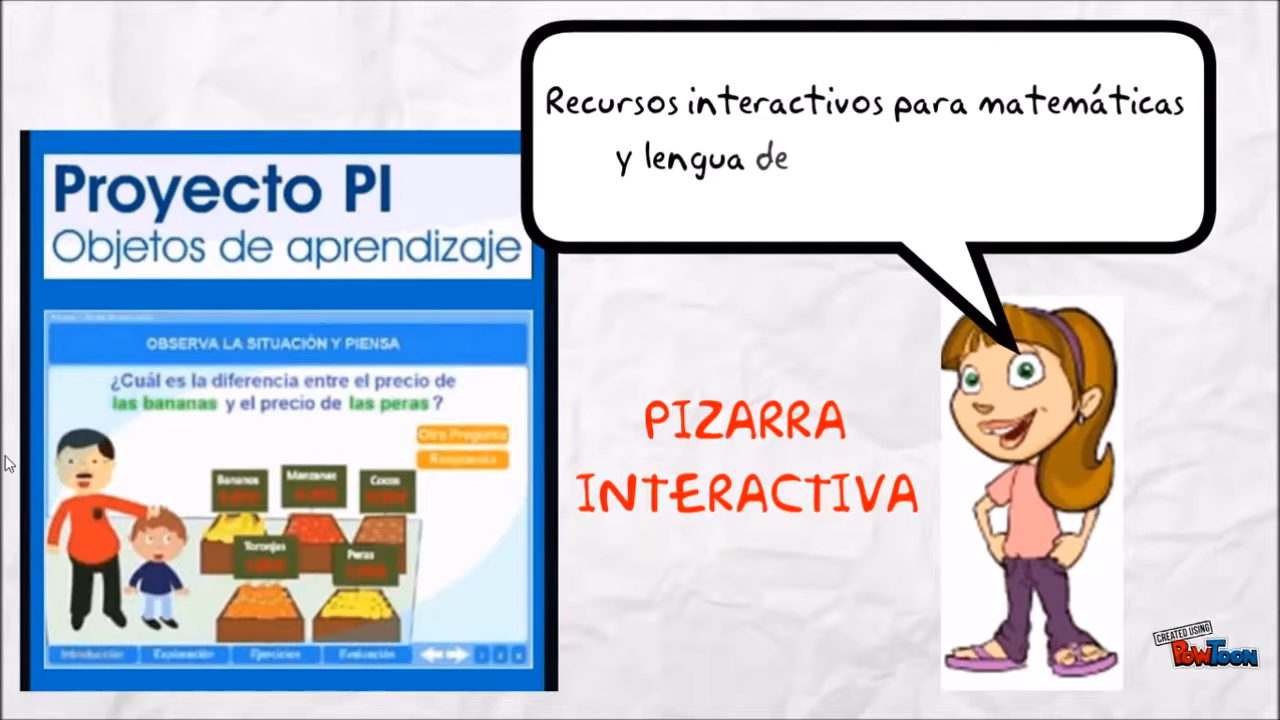 Recursos interactivos para matemáticas
y lengua de
Proyecto PI
Objetos de aprendizaje
OBSERVA LA SITUACIÓN Y PIENSA
¿Cuál es la diferencia entre el precio de
las bananas y el precio de las peras ?
Otra Pregunta
Respuesta
Bananas
Manzanas
Cocos
Toronjas
Peras
Introducción Exploración Ejercicios Evaluación
PIZARRA
INTERACTIVA
CREATED USING
POWTOON